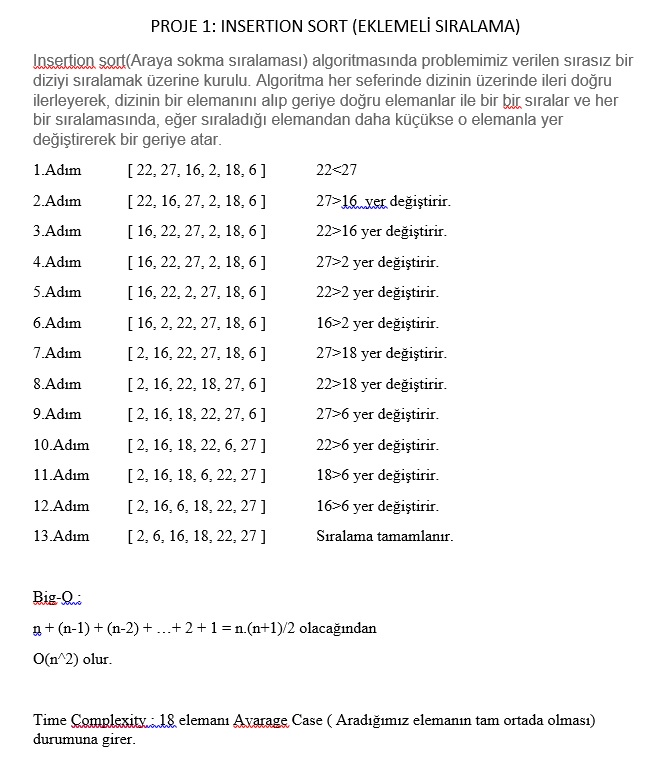 PROJE 1: INSERTION SORT (EKLEMELİ SIRALAMA)
Insertion sort(Araya sokma sıralaması) algoritmasında problemimiz verilen sırasız bir
diziyi sıralamak üzerine kurulu. Algoritma her seferinde dizinin üzerinde ileri doğru
ilerleyerek, dizinin bir elemanını alıp geriye doğru elemanlar ile bir bir sıralar ve her
bir sıralamasında, eğer sıraladığı elemandan daha küçükse o elemanla yer
değiştirerek bir geriye atar.
1.Adım [ 22, 27, 16, 2, 18, 6 ] 22<27
2.Adım [ 22, 16, 27, 2, 18, 6 ] 27>16 yer değiştirir.
3.Adım [ 16, 22, 27, 2, 18, 6 ] 22>16 yer değiştirir.
4.Adım [ 16, 22, 27, 2, 18, 6 ] 27>2 yer değiştirir.
5.Adım [ 16, 22, 2, 27, 18, 6 ] 22>2 yer değiştirir.
6.Adım [ 16, 2, 22, 27, 18, 6 ] 16>2 yer değiştirir.
7.Adım [ 2, 16, 22, 27, 18, 6 ] 27>18 yer değiştirir.
8.Adım [ 2, 16, 22, 18, 27, 6 ] 22>18 yer değiştirir.
9.Adım [ 2, 16, 18, 22, 27, 6 ] 27>6 yer değiştirir.
10.Adım [ 2, 16, 18, 22, 6, 27 ] 22>6 yer değiştirir.
11.Adım [ 2, 16, 18, 6, 22, 27 ] 18>6 yer değiştirir.
12.Adım [ 2, 16, 6, 18, 22, 27 ] 16>6 yer değiştirir.
13.Adım [ 2, 6, 16, 18, 22, 27 ] Sıralama tamamlanır.
Big-O :
n + (n-1) + (n-2) + …+ 2 + 1 = n.(n+1)/2 olacağından
O(n^2) olur.
Time Complexity : 18 elemanı Avarage Case ( Aradığımız elemanın tam ortada olması)
durumuna girer.